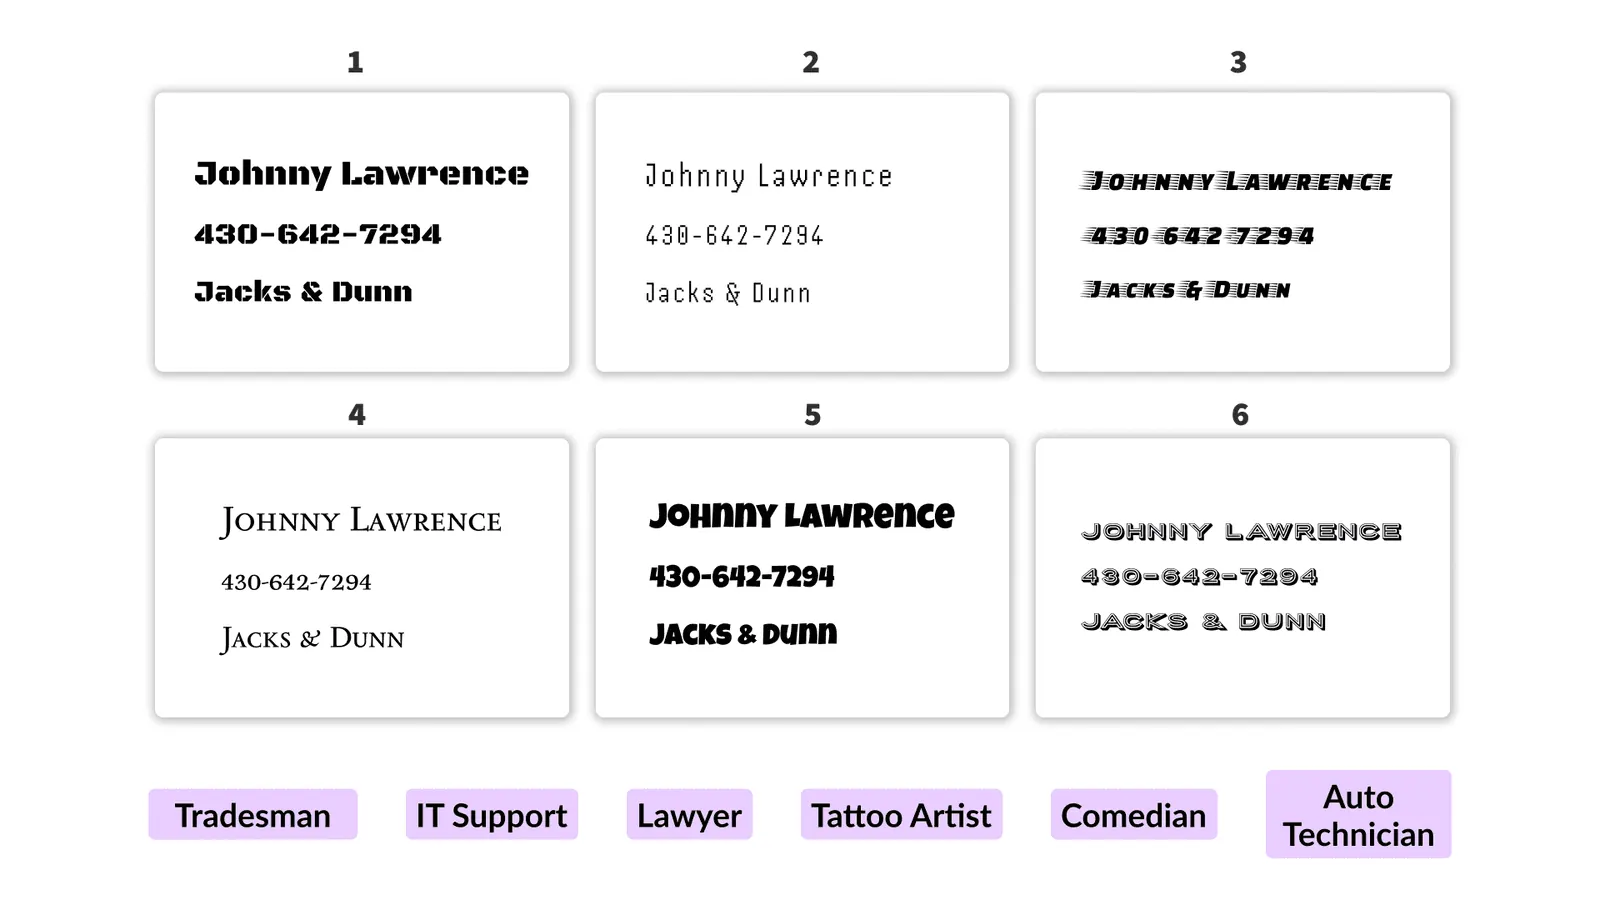 1
2
3
Johnny Lawrence
430-642-7294
Jacks & Dunn
Johnny Lawrence
430-642-7294
Jacks & Dunn
Johnny Lawrence
430 642 7294
Jacks & Dunn
4
5
6
Johnny Lawrence
430-642-7294
Jacks & Dunn
Johnny Lawrence
430-642-7294
Jacks & Dunn
JOHNNY LAWRENCE
430-642-7294
JACKS & DUNN
Tradesman
IT Support
Lawyer
Tattoo Artist
Comedian
Auto
Technician